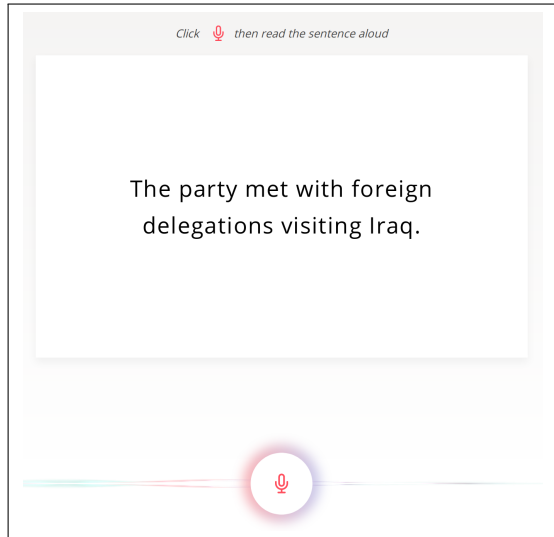 Click then read the sentence aloud
The party met with foreign
delegations visiting Iraq.